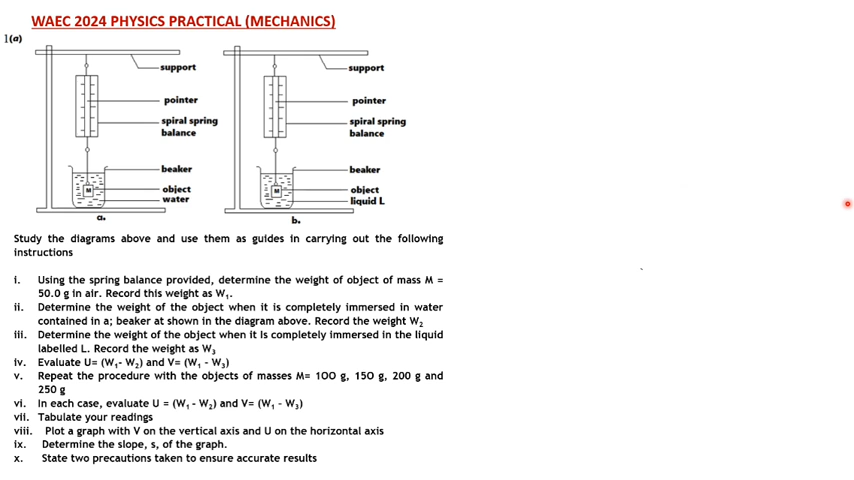 WAEC 2024 PHYSICS PRACTICAL (MECHANICS)
1(a)
support
pointer
spiral spring
balance
beaker
M
object
water
a.
support
pointer
spiral spring
balance
beaker
M
object
liquid L
b.
Study the diagrams above and use them as guides in carrying out the following
instructions
i. Using the spring balance provided, determine the weight of object of mass M =
50.0 g in air. Record this weight as W₁.
ii. Determine the weight of the object when it is completely immersed in water
contained in a; beaker at shown in the diagram above. Record the weight W₂
iii. Determine the weight of the object when it is completely immersed in the liquid
labelled L. Record the weight as W₃
iv. Evaluate U= (W₁- W₂) and V= (W₁ - W₃)
v. Repeat the procedure with the objects of masses M= 100 g, 150 g, 200 g and
250 g
vi. In each case, evaluate U = (W₁ - W₂) and V= (W₁ - W₃)
vii. Tabulate your readings
viii. Plot a graph with V on the vertical axis and U on the horizontal axis
ix. Determine the slope, s, of the graph.
x. State two precautions taken to ensure accurate results